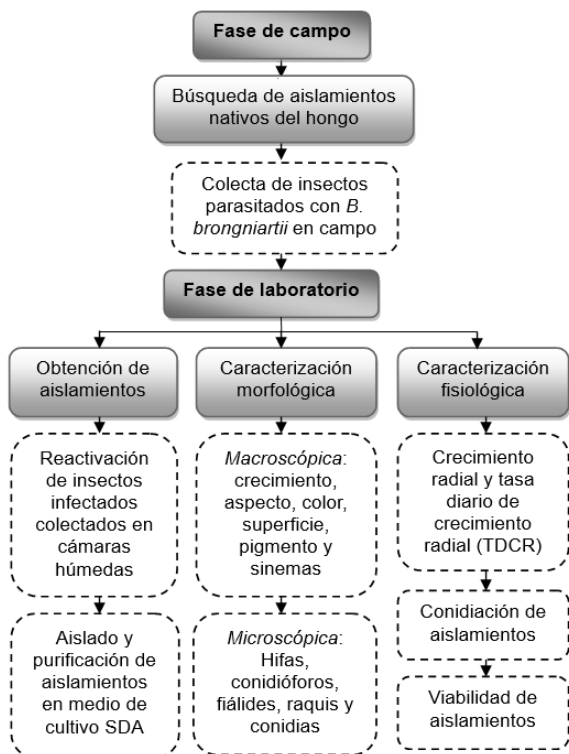 Fase de campo
Búsqueda de aislamientos
nativos del hongo
Colecta de insectos
parasitados con B.
brongniartii en campo
Fase de laboratorio
Obtención de
aislamientos
Reactivación
de insectos
infectados
colectados en
cámaras
húmedas
Aislado y
purificación de
aislamientos
en medio de
cultivo SDA
Caracterización
morfológica
Macroscópica:
crecimiento,
aspecto, color,
superficie,
pigmento y
sinemas
Microscópica:
Hifas,
conidióforos,
fiálides, raquis y
conidias
Caracterización
fisiológica
Crecimiento
radial y tasa
diario de
crecimiento
radial (TDCR)
Conidiación de
aislamientos
Viabilidad de
aislamientos